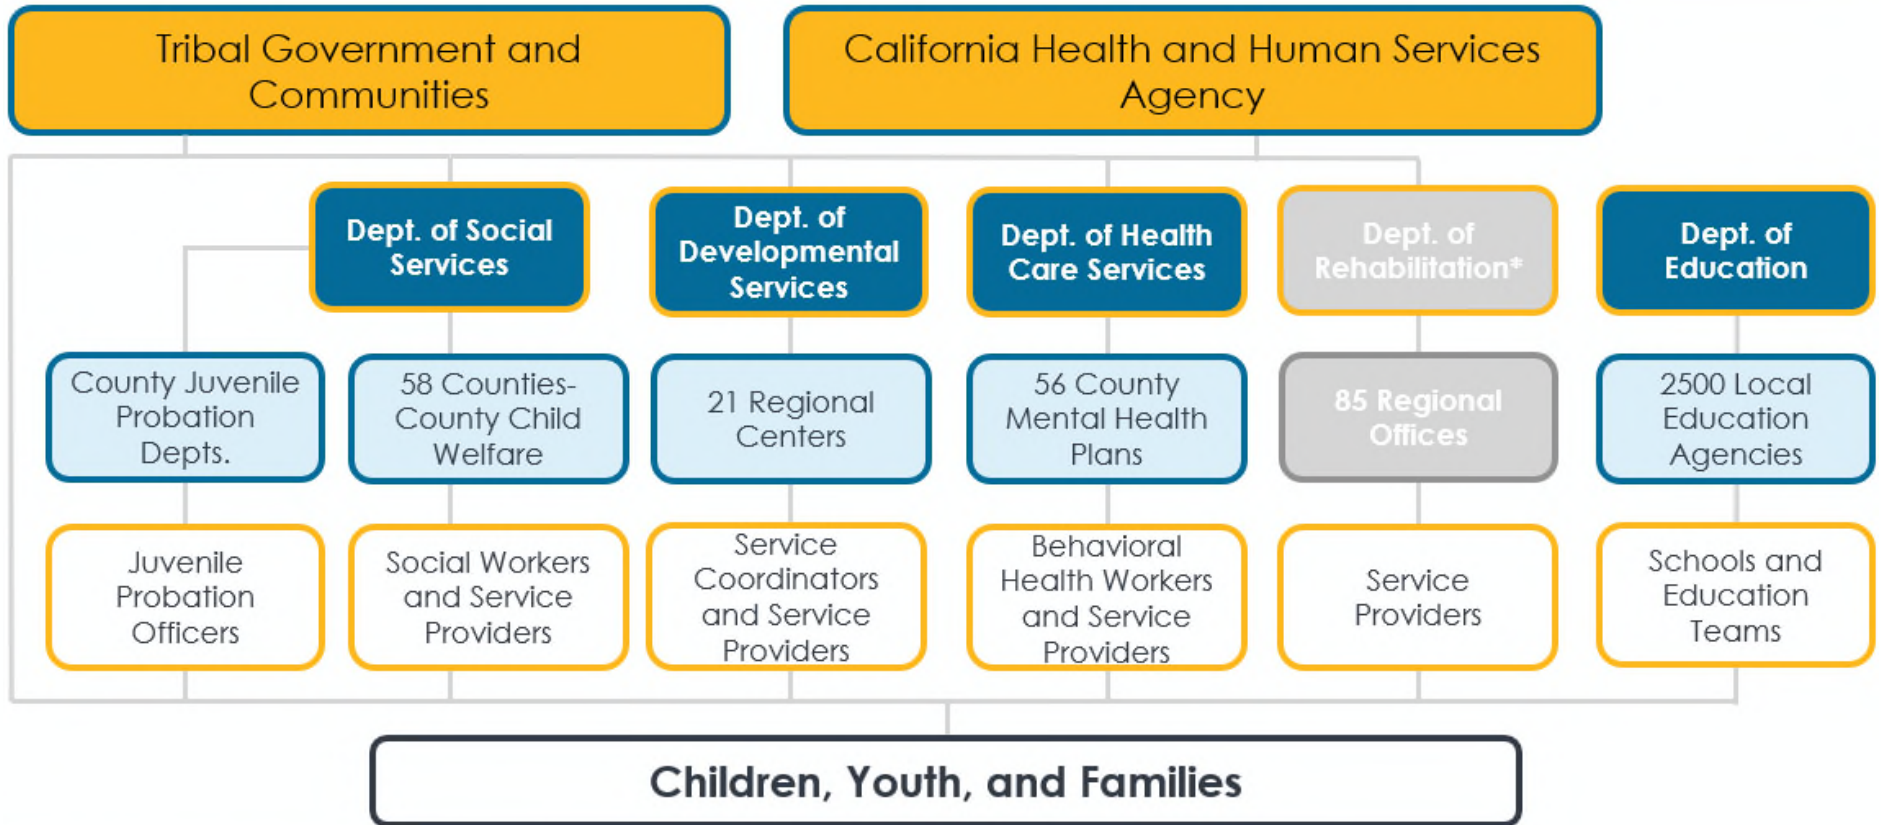 Tribal Government and
Communities
California Health and Human Services
Agency
Dept. of Social
Services
Dept. of
Developmental
Services
Dept. of Health
Care Services
Dept. of
Rehabilitation*
Dept. of
Education
County Juvenile
Probation
Depts.
58 Counties-
County Child
Welfare
21 Regional
Centers
56 County
Mental Health
Plans
85 Regional
Offices
2500 Local
Education
Agencies
Juvenile
Probation
Officers
Social Workers
and Service
Providers
Service
Coordinators
and Service
Providers
Behavioral
Health Workers
and Service
Providers
Service
Providers
Schools and
Education
Teams
Children, Youth, and Families